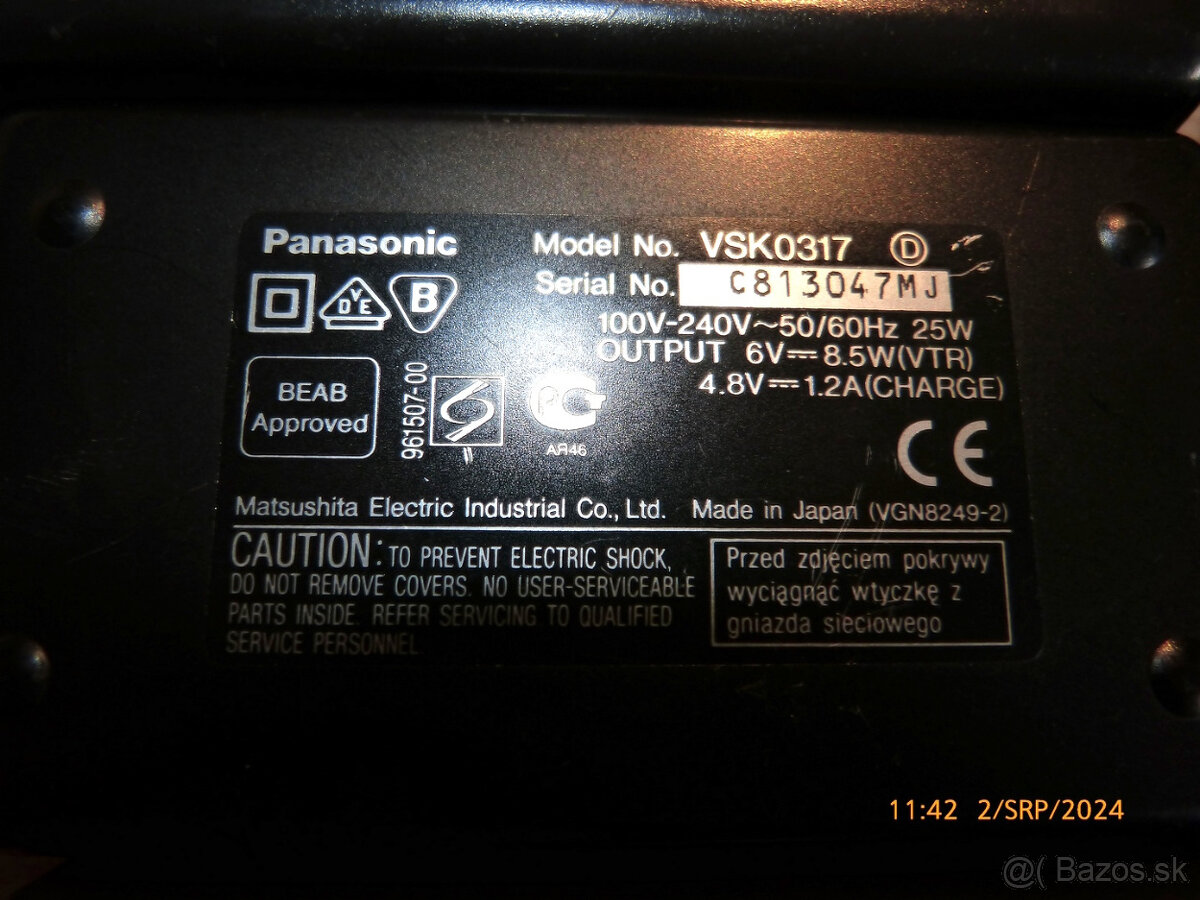 Panasonic Model No. VSK0317 D
Serial No. C813047MJ
DVE B
100V-240V~50/60Hz 25W
OUTPUT 6V⎓8.5W(VTR)
4.8V⎓1.2A(CHARGE)
BEAB
Approved
961507-00
S
PC
АЯ46
CE
Matsushita Electric Industrial Co., Ltd. Made in Japan (VGN8249-2)
CAUTION: TO PREVENT ELECTRIC SHOCK,
DO NOT REMOVE COVERS. NO USER-SERVICEABLE
PARTS INSIDE. REFER SERVICING TO QUALIFIED
SERVICE PERSONNEL.
Przed zdjęciem pokrywy
wyciągnąć wtyczkę z
gniazda sieciowego
11:42 2/SRP/2024
@( Bazos.sk